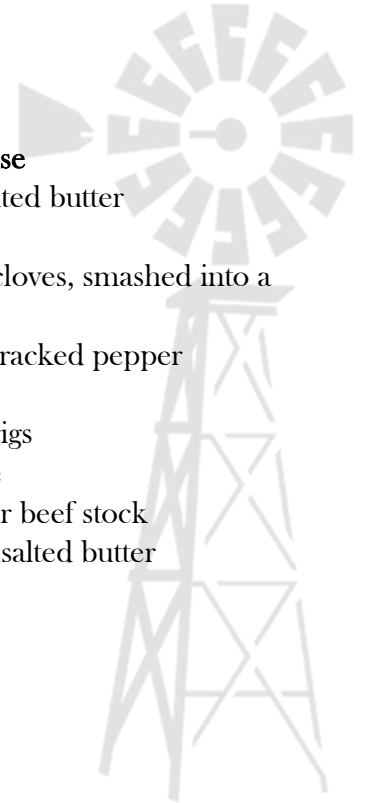 se
ted butter
cloves, smashed into a
racked pepper
igs
r beef stock
salted butter